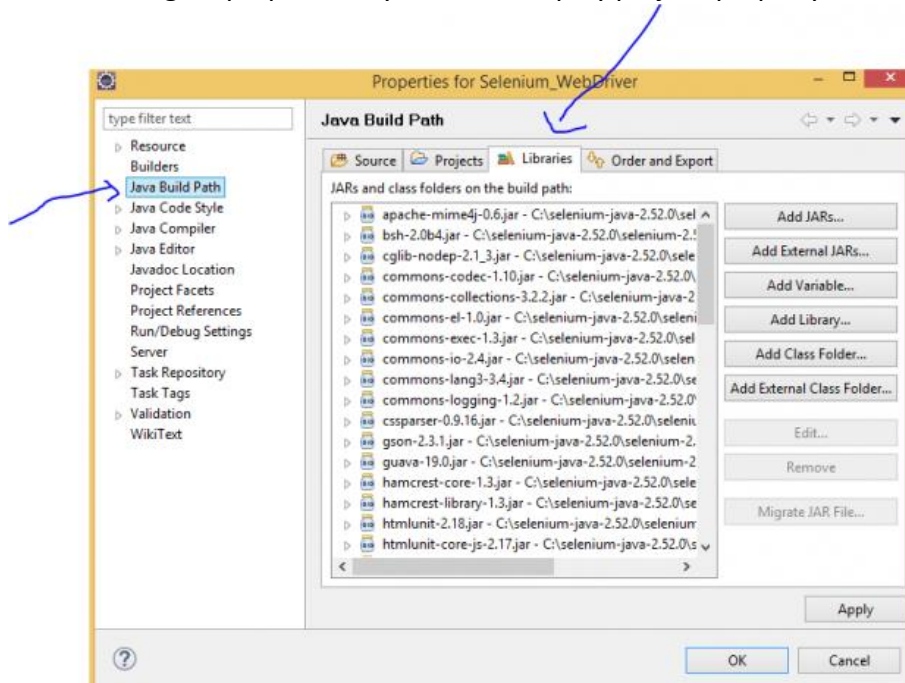 Properties for Selenium_WebDriver
type filter text
Resource
Builders
Java Build Path
Java Code Style
Java Compiler
Java Editor
Javadoc Location
Project Facets
Project References
Run/Debug Settings
Server
Task Repository
Task Tags
Validation
WikiText
Java Build Path
Source Projects Libraries Order and Export
JARs and class folders on the build path:
apache-mime4j-0.6.jar - C:\selenium-java-2.52.0\sel
bsh-2.0b4.jar - C:\selenium-java-2.52.0\selenium-2.
cglib-nodep-2.1_3.jar - C:\selenium-java-2.52.0\sele
commons-codec-1.10.jar - C:\selenium-java-2.52.0\
commons-collections-3.2.2.jar - C:\selenium-java-2
commons-el-1.0.jar - C:\selenium-java-2.52.0\seleni
commons-exec-1.3.jar - C:\selenium-java-2.52.0\sel
commons-io-2.4.jar - C:\selenium-java-2.52.0\selen
commons-lang3-3.4.jar - C:\selenium-java-2.52.0\se
commons-logging-1.2.jar - C:\selenium-java-2.52.0
cssparser-0.9.16.jar - C:\selenium-java-2.52.0\seleniu
gson-2.3.1.jar - C:\selenium-java-2.52.0\selenium-2.
guava-19.0.jar - C:\selenium-java-2.52.0\selenium-2
hamcrest-core-1.3.jar - C:\selenium-java-2.52.0\sele
hamcrest-library-1.3.jar - C:\selenium-java-2.52.0\se
htmlunit-2.18.jar - C:\selenium-java-2.52.0\selenium
htmlunit-core-js-2.17.jar - C:\selenium-java-2.52.0\s
Add JARs...
Add External JARs...
Add Variable...
Add Library...
Add Class Folder...
Add External Class Folder...
Edit...
Remove
Migrate JAR File...
Apply
OK
Cancel